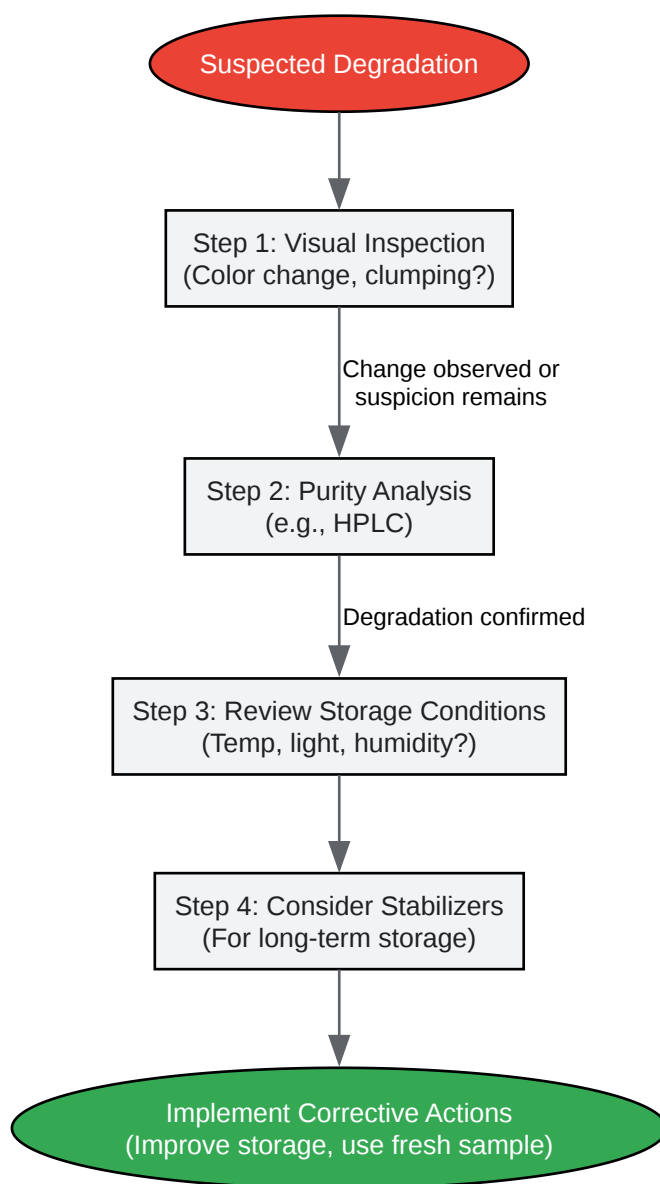 Suspected Degradation
Step 1: Visual Inspection
(Color change, clumping?)
Change observed or
suspicion remains
Step 2: Purity Analysis
(e.g., HPLC)
Degradation confirmed
Step 3: Review Storage Conditions
(Temp, light, humidity?)
Step 4: Consider Stabilizers
(For long-term storage)
Implement Corrective Actions
(Improve storage, use fresh sample)